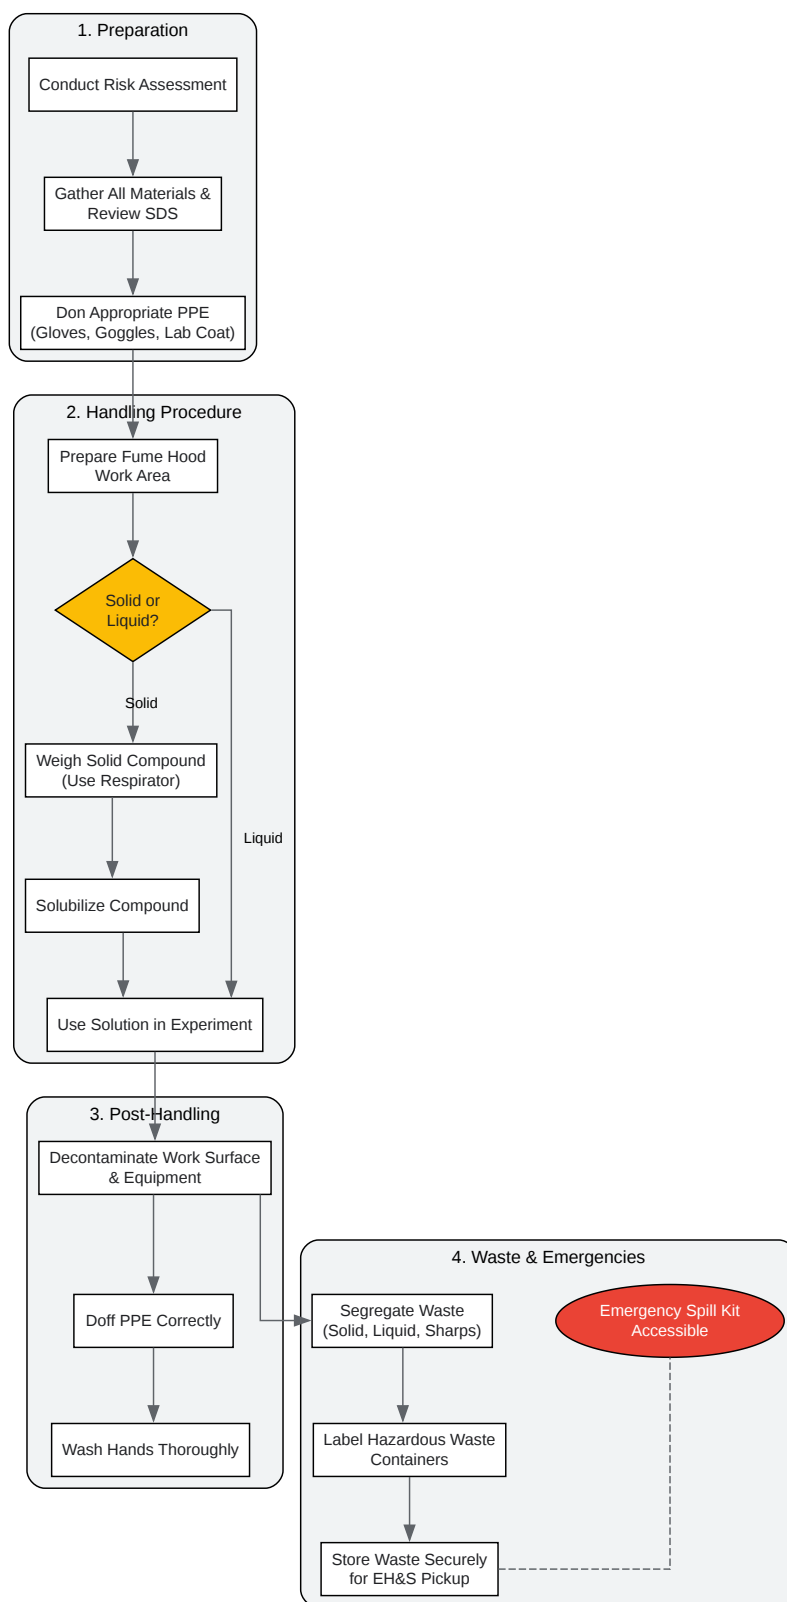 1. Preparation
Conduct Risk Assessment
Gather All Materials &
Review SDS
Don Appropriate PPE
(Gloves, Goggles, Lab Coat)
2. Handling Procedure
Prepare Fume Hood
Work Area
Solid or
Liquid?
Solid
Weigh Solid Compound
(Use Respirator)
Liquid
Solubilize Compound
Use Solution in Experiment
3. Post-Handling
Decontaminate Work Surface
& Equipment
Doff PPE Correctly
Wash Hands Thoroughly
4. Waste & Emergencies
Segregate Waste
(Solid, Liquid, Sharps)
Emergency Spill Kit
Accessible
Label Hazardous Waste
Containers
Store Waste Securely
for EH&S Pickup